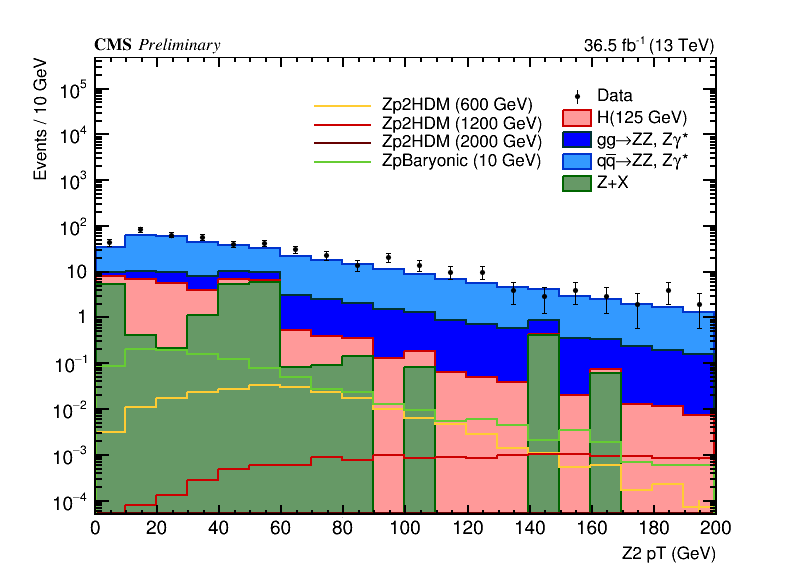 CMS Preliminary
36.5 fb⁻¹ (13 TeV)
Events / 10 GeV
10⁵
10⁴
10³
10²
10
1
10⁻¹
10⁻²
10⁻³
10⁻⁴
Zp2HDM (600 GeV)
Zp2HDM (1200 GeV)
Zp2HDM (2000 GeV)
ZpBaryonic (10 GeV)
Data
H(125 GeV)
gg→ZZ, Zγ*
qq̅→ZZ, Zγ*
Z+X
0 20 40 60 80 100 120 140 160 180 200
Z2 pT (GeV)